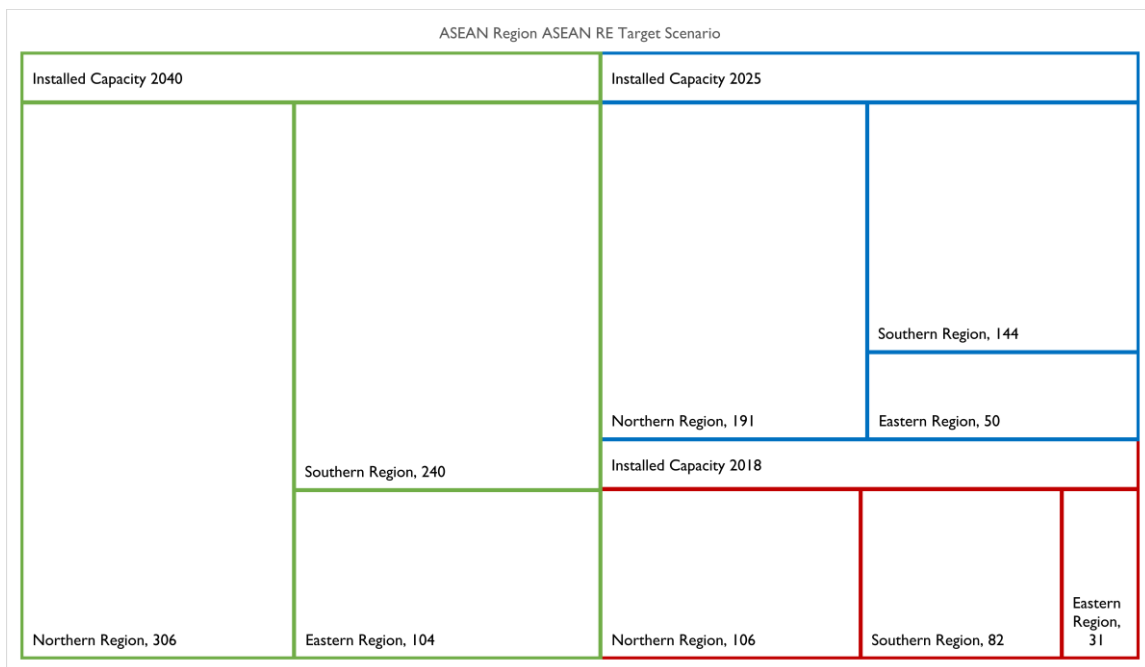 ASEAN Region ASEAN RE Target Scenario
Installed Capacity 2040
Northern Region, 306
Southern Region, 240
Eastern Region, 104
Installed Capacity 2025
Northern Region, 191
Southern Region, 144
Eastern Region, 50
Installed Capacity 2018
Northern Region, 106
Southern Region, 82
Eastern
Region,
31